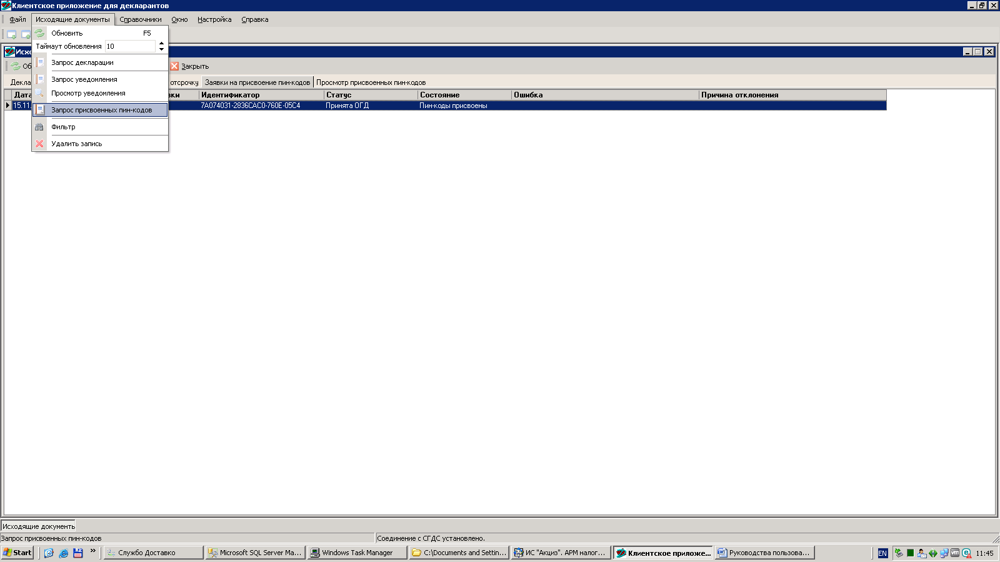 Клиентское приложение для декларантов
Файл Исходящие документы Справочники Окно Настройка Справка
Обновить F5
Таймаут обновления 10
Запрос декларации
Запрос уведомления
Просмотр уведомления
Запрос присвоенных пин-кодов
Фильтр
Удалить запись
Исхо
Об Закрыть
Декла отсрочку Заявки на присвоение пин-кодов Просмотр присвоенных пин-кодов
Дата вки Идентификатор Статус Состояние Ошибка Причина отклонения
15.11. 7A074031-2836CAC0-760E-05C4 Принята ОГД Пин-коды присвоены
Исходящие документь
Запрос присвоенных пин-кодов Соединение с СГДС установлено.
Start » Службо Доставко Microsoft SQL Server Ma... Windows Task Manager C:\Documents and Settin... ИС "Акциз". АРМ налог... Клиентское приложе... Руководства пользова... EN 11:45